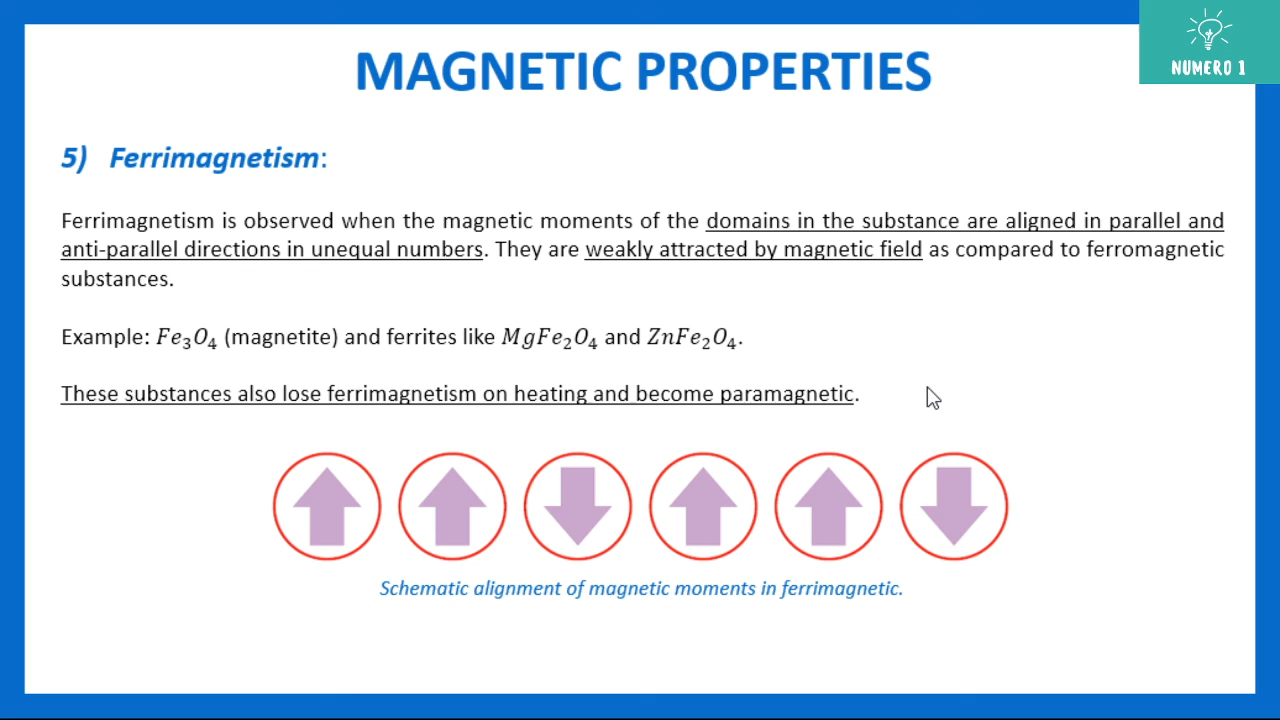 NUMERO 1
MAGNETIC PROPERTIES
5) Ferrimagnetism:
Ferrimagnetism is observed when the magnetic moments of the domains in the substance are aligned in parallel and
anti-parallel directions in unequal numbers. They are weakly attracted by magnetic field as compared to ferromagnetic
substances.
Example: Fe₃O₄ (magnetite) and ferrites like MgFe₂O₄ and ZnFe₂O₄.
These substances also lose ferrimagnetism on heating and become paramagnetic.
Schematic alignment of magnetic moments in ferrimagnetic.